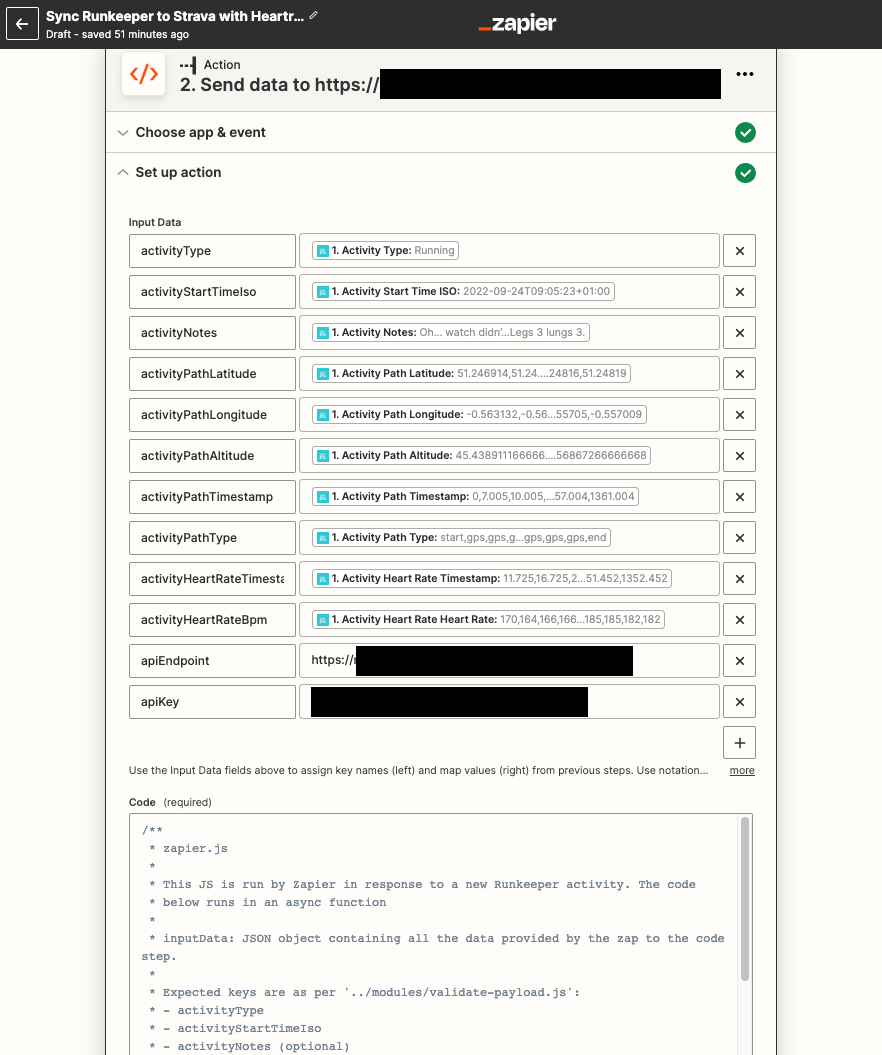 Sync Runkeeper to Strava with Heartr...
Draft - saved 51 minutes ago
_zapier
Action
2. Send data to https://
Choose app & event
Set up action
Input Data
activityType 1. Activity Type: Running
activityStartTimeIso 1. Activity Start Time ISO: 2022-09-24T09:05:23+01:00
activityNotes 1. Activity Notes: Oh... watch didn'...Legs 3 lungs 3.
activityPathLatitude 1. Activity Path Latitude: 51.246914,51.24....24816,51.24819
activityPathLongitude 1. Activity Path Longitude: -0.563132,-0.56...55705,-0.557009
activityPathAltitude 1. Activity Path Altitude: 45.438911166666....56867266666668
activityPathTimestamp 1. Activity Path Timestamp: 0,7.005,10.005,...57.004,1361.004
activityPathType 1. Activity Path Type: start,gps,gps,g...gps,gps,gps,end
activityHeartRateTimesta 1. Activity Heart Rate Timestamp: 11.725,16.725,2...51.452,1352.452
activityHeartRateBpm 1. Activity Heart Rate Heart Rate: 170,164,166,166...185,185,182,182
apiEndpoint https://
apiKey
Use the Input Data fields above to assign key names (left) and map values (right) from previous steps. Use notation... more
Code (required)
/**
* zapier.js
*
* This JS is run by Zapier in response to a new Runkeeper activity. The code
* below runs in an async function
*
* inputData: JSON object containing all the data provided by the zap to the code
step.
*
* Expected keys are as per '../modules/validate-payload.js':
* - activityType
* - activityStartTimeIso
* - activityNotes (optional)